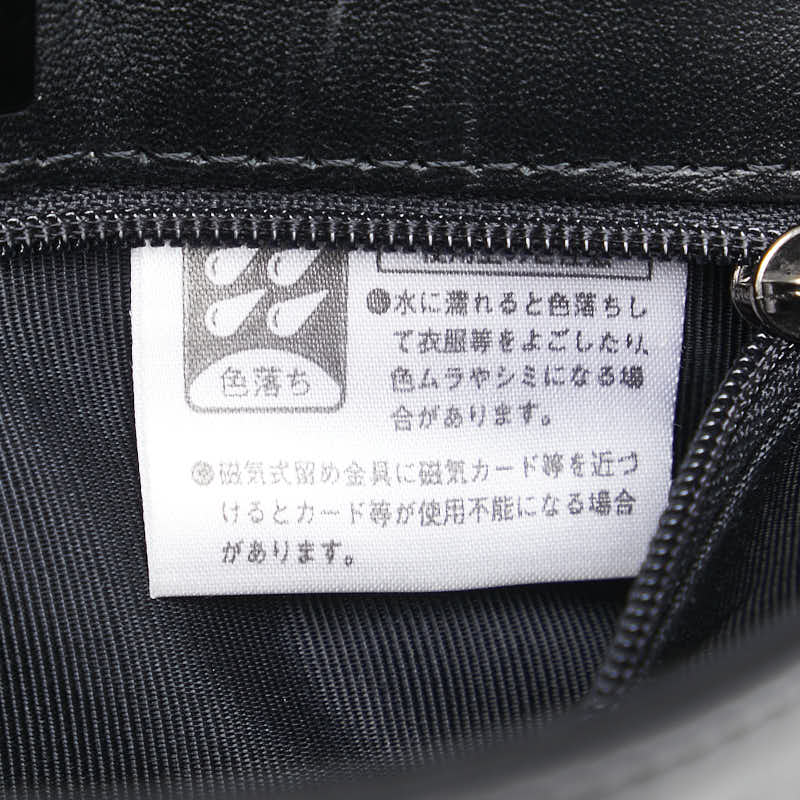 水に濡れると色落ちし
て衣服等をよごしたり、
色ムラやシミになる場
合があります。
色落ち
磁気式留め金具に磁気カード等を近づ
けるとカード等が使用不能になる場合
があります。